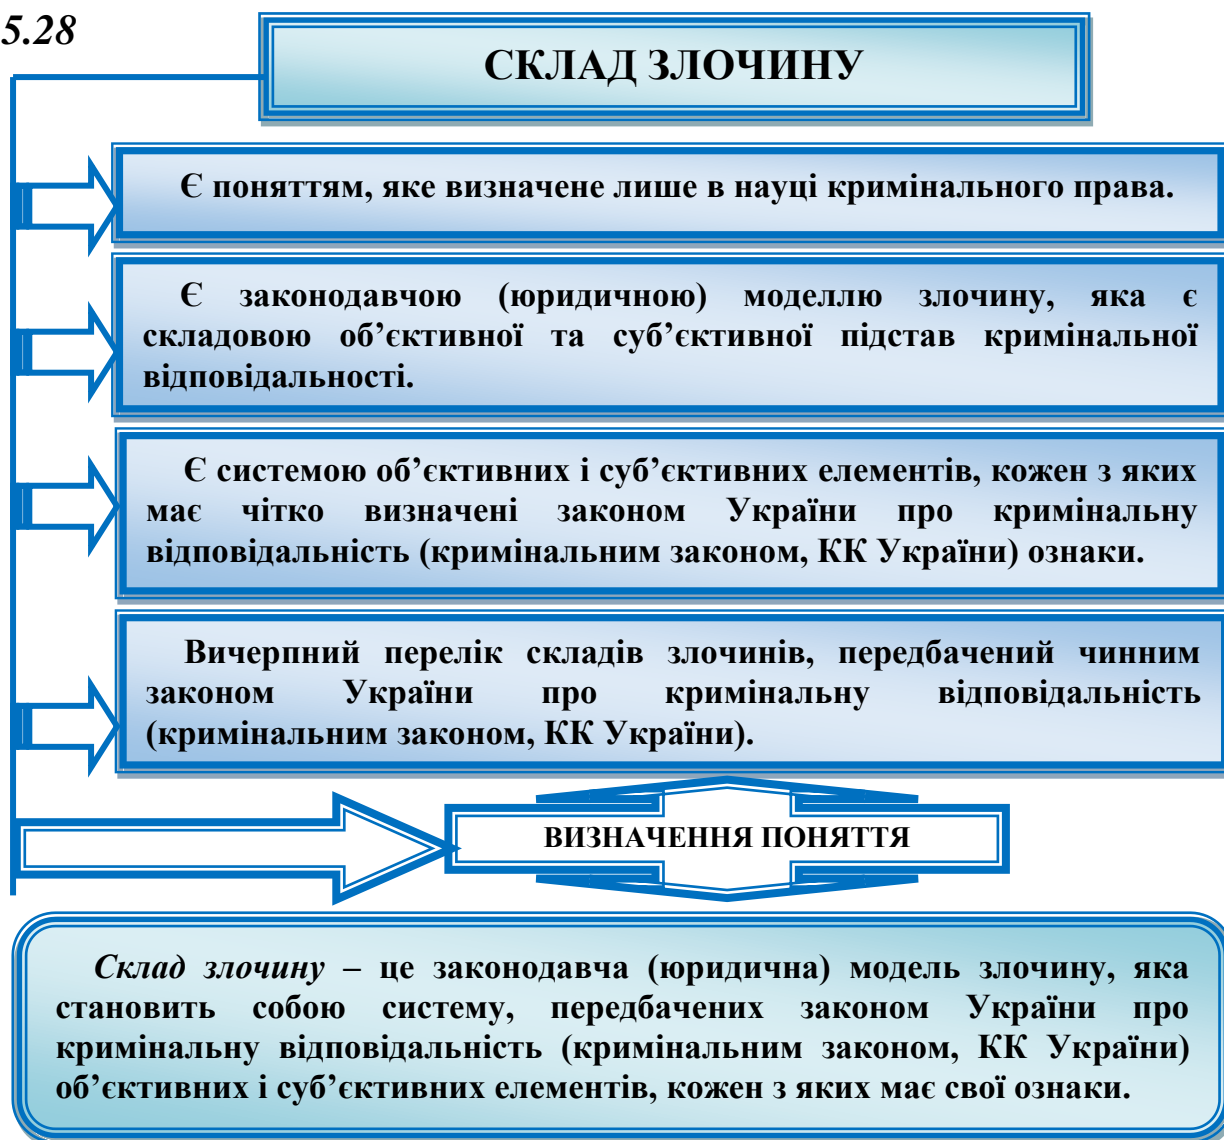 5.28
СКЛАД ЗЛОЧИНУ
Є поняттям, яке визначене лише в науці кримінального права.
Є законодавчою (юридичною) моделлю злочину, яка є
складовою об’єктивної та суб’єктивної підстав кримінальної
відповідальності.
Є системою об’єктивних і суб’єктивних елементів, кожен з яких
має чітко визначені законом України про кримінальну
відповідальність (кримінальним законом, КК України) ознаки.
Вичерпний перелік складів злочинів, передбачений чинним
законом України про кримінальну відповідальність
(кримінальним законом, КК України).
ВИЗНАЧЕННЯ ПОНЯТТЯ
Склад злочину – це законодавча (юридична) модель злочину, яка
становить собою систему, передбачених законом України про
кримінальну відповідальність (кримінальним законом, КК України)
об’єктивних і суб’єктивних елементів, кожен з яких має свої ознаки.